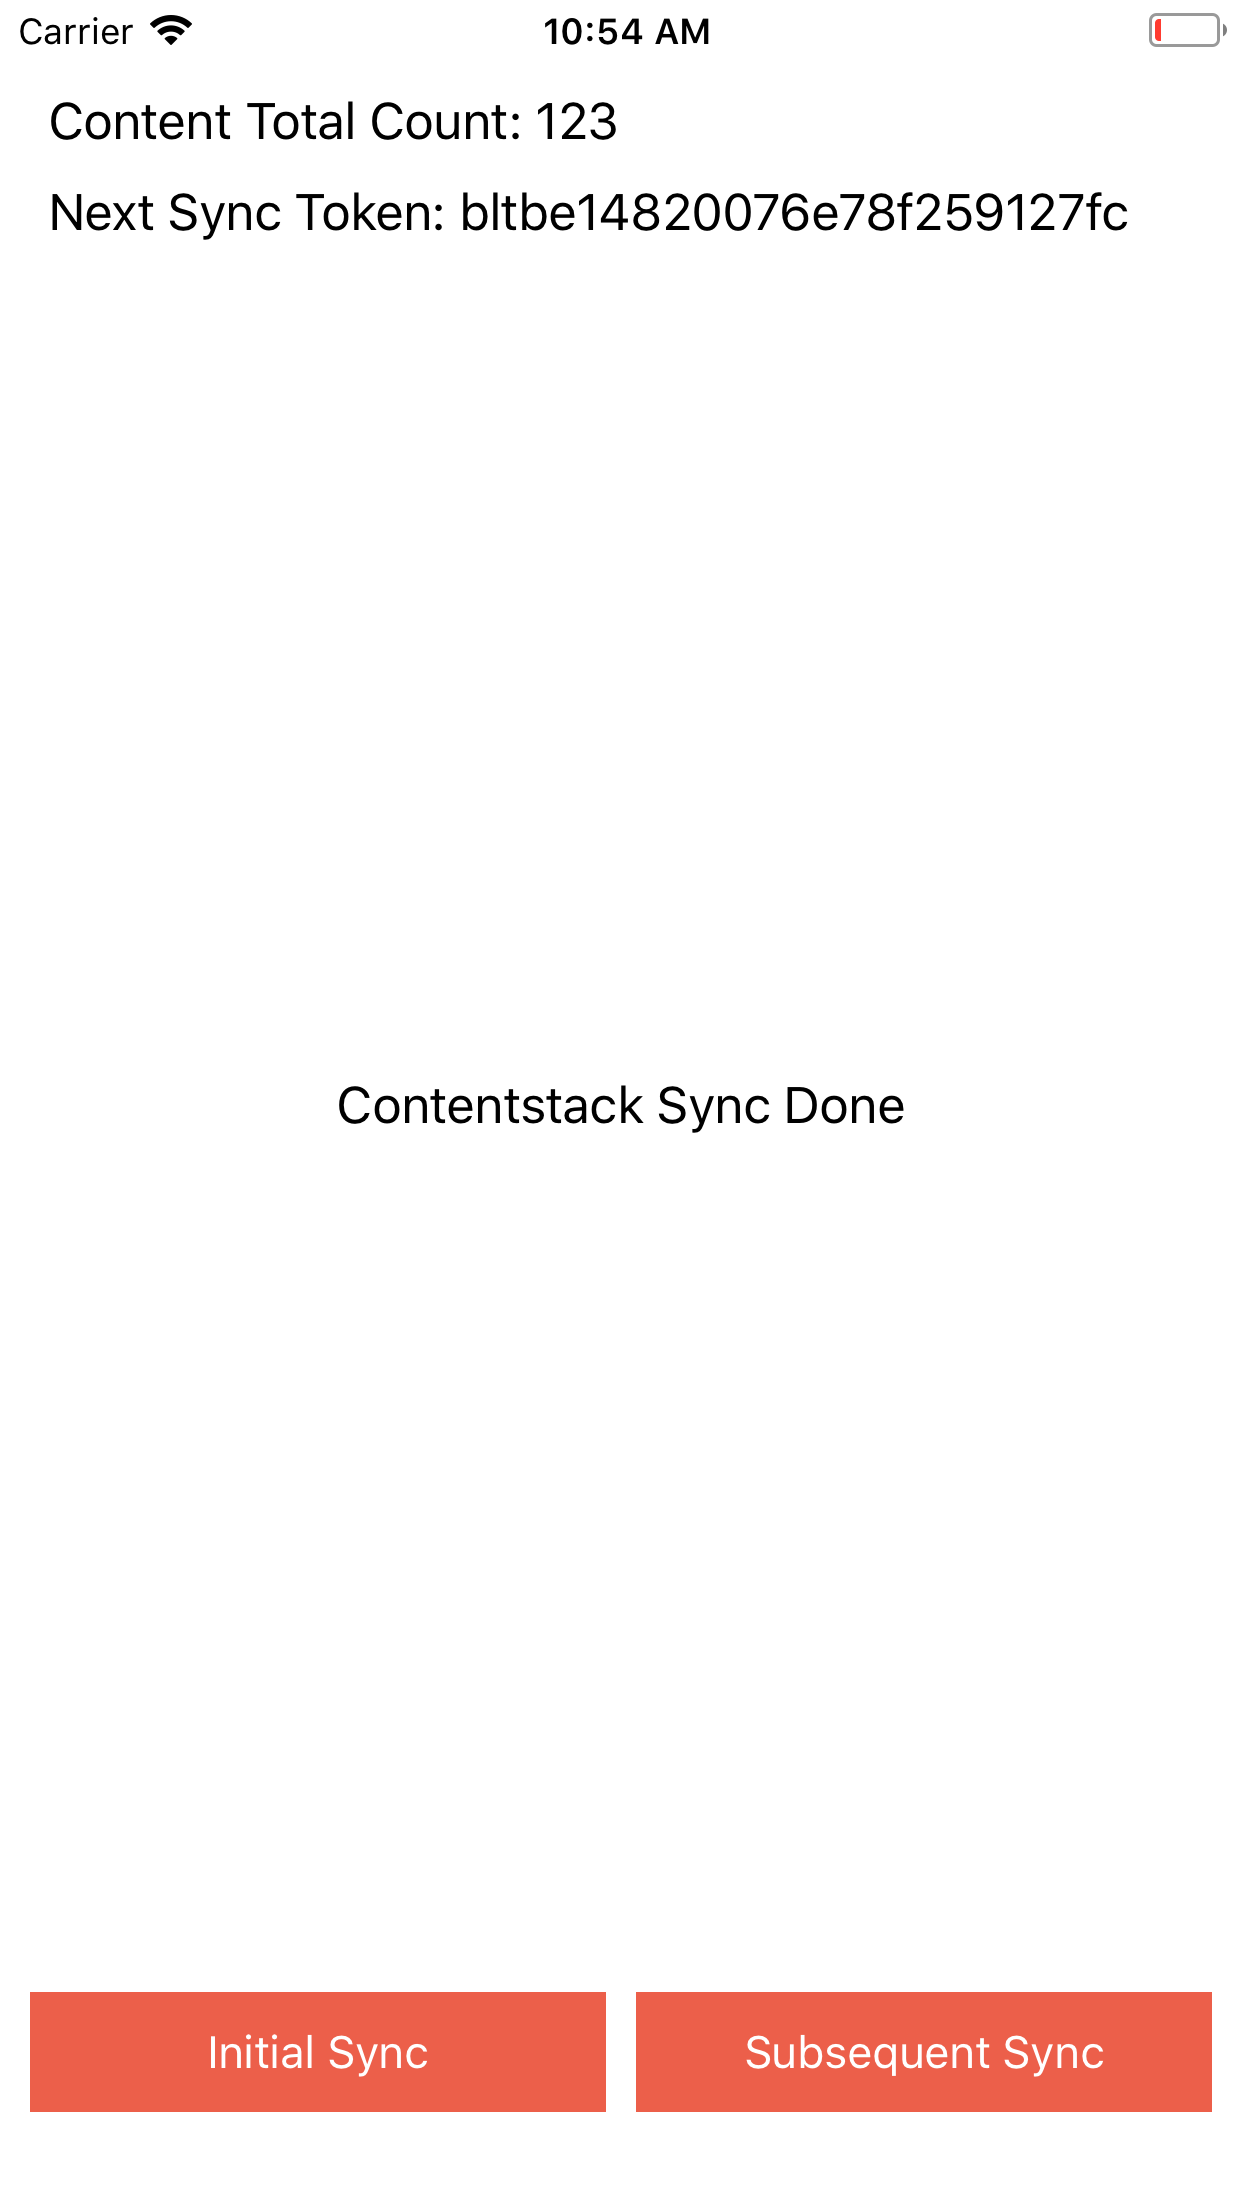 Carrier 10:54 AM
Content Total Count: 123
Next Sync Token: bltbe14820076e78f259127fc
Contentstack Sync Done
Initial Sync Subsequent Sync